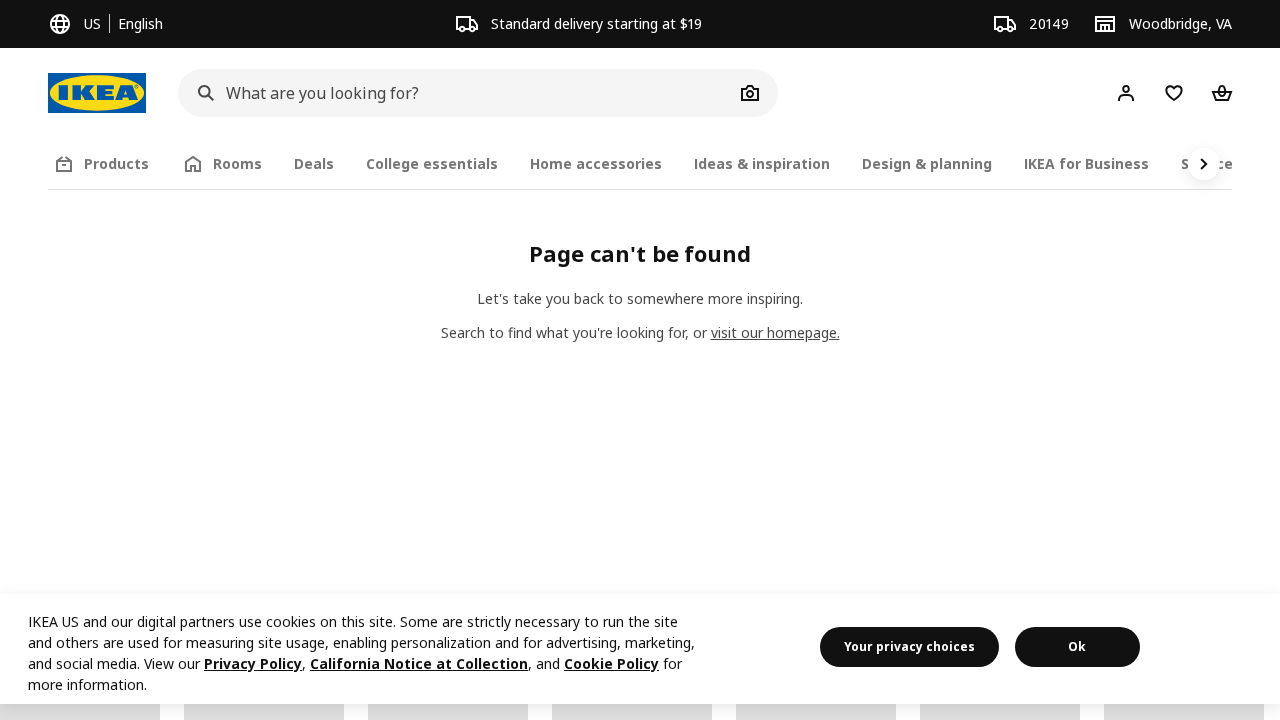 US English
Standard delivery starting at $19
20149
Woodbridge, VA
IKEA
What are you looking for?
Products
Rooms
Deals
College essentials
Home accessories
Ideas & inspiration
Design & planning
IKEA for Business
Page can't be found
Let's take you back to somewhere more inspiring.
Search to find what you're looking for, or visit our homepage.
IKEA US and our digital partners use cookies on this site. Some are strictly necessary to run the site
and others are used for measuring site usage, enabling personalization and for advertising, marketing,
and social media. View our Privacy Policy, California Notice at Collection, and Cookie Policy for
more information.
Your privacy choices
Ok